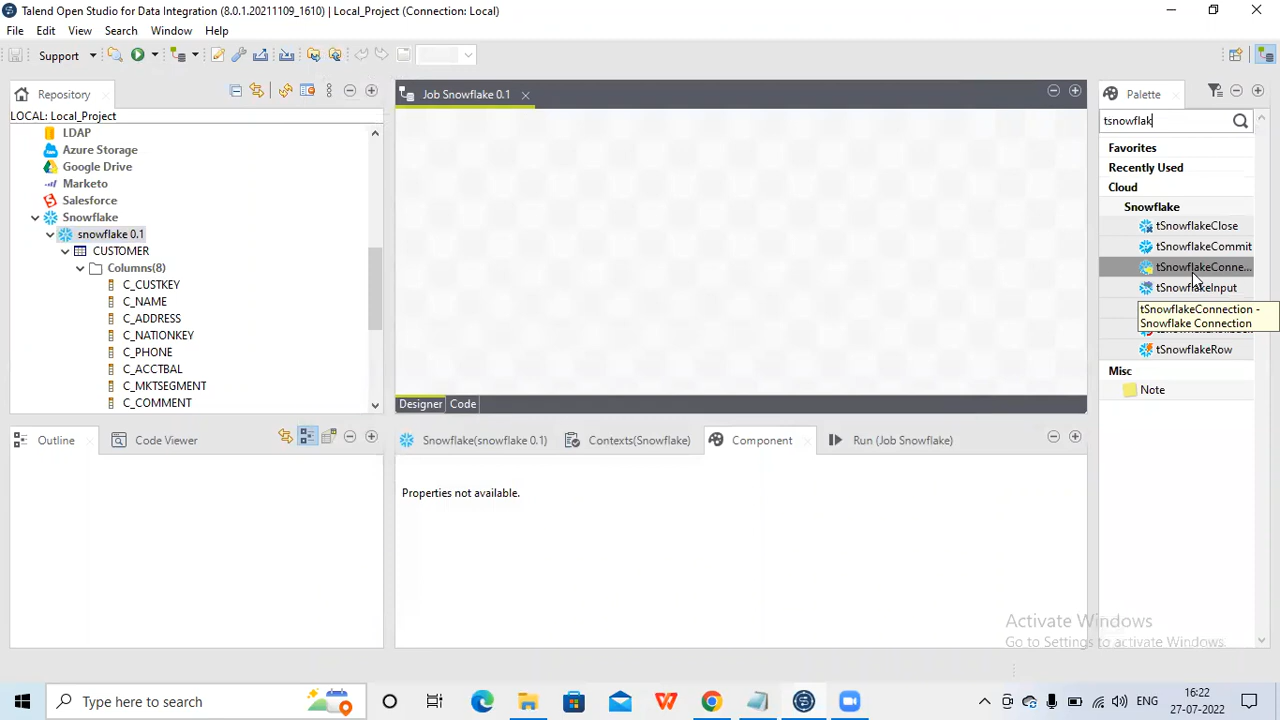 Talend Open Studio for Data Integration (8.0.1.20211109_1610) | Local_Project (Connection: Local)
File Edit View Search Window Help
Support
Repository
LOCAL: Local_Project
LDAP
Azure Storage
Google Drive
Marketo
Salesforce
Snowflake
snowflake 0.1
CUSTOMER
Columns(8)
C_CUSTKEY
C_NAME
C_ADDRESS
C_NATIONKEY
C_PHONE
C_ACCTBAL
C_MKTSEGMENT
C_COMMENT
Job Snowflake 0.1
Designer Code
Palette
tsnowflak
Favorites
Recently Used
Cloud
Snowflake
tSnowflakeClose
tSnowflakeCommit
tSnowflakeConne...
tSnowflakeInput
tSnowflakeConnection -
Snowflake Connection
tSnowflakeRow
Misc
Note
Outline Code Viewer
Snowflake(snowflake 0.1) Contexts(Snowflake) Component Run (Job Snowflake)
Properties not available.
Activate Windows
Go to Settings to activate Windows.
Type here to search
ENG
16:22
27-07-2022